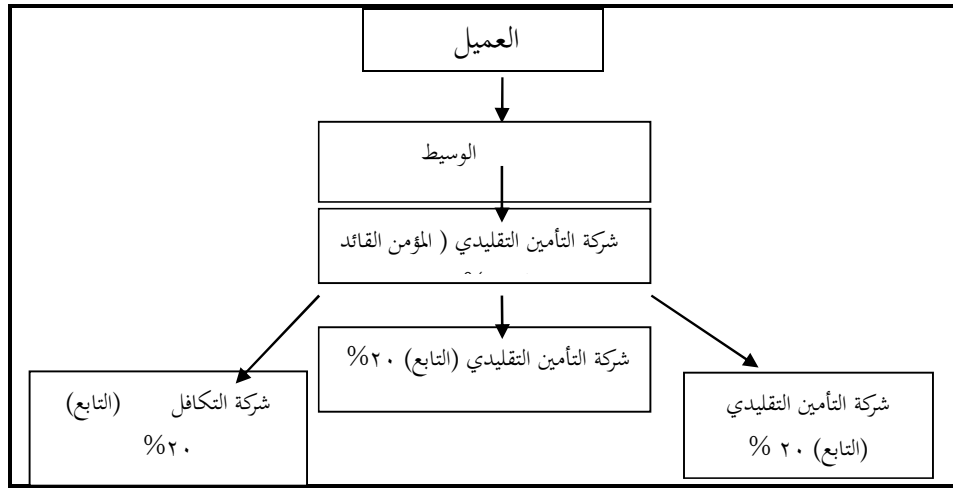 العميل
الوسيط
شركة التأمين التقليدي ( المؤمن القائد
%
شركة التأمين التقليدي (التابع) ٢٠%
شركة التكافل (التابع)
٢٠%
شركة التأمين التقليدي
(التابع) ٢٠ %